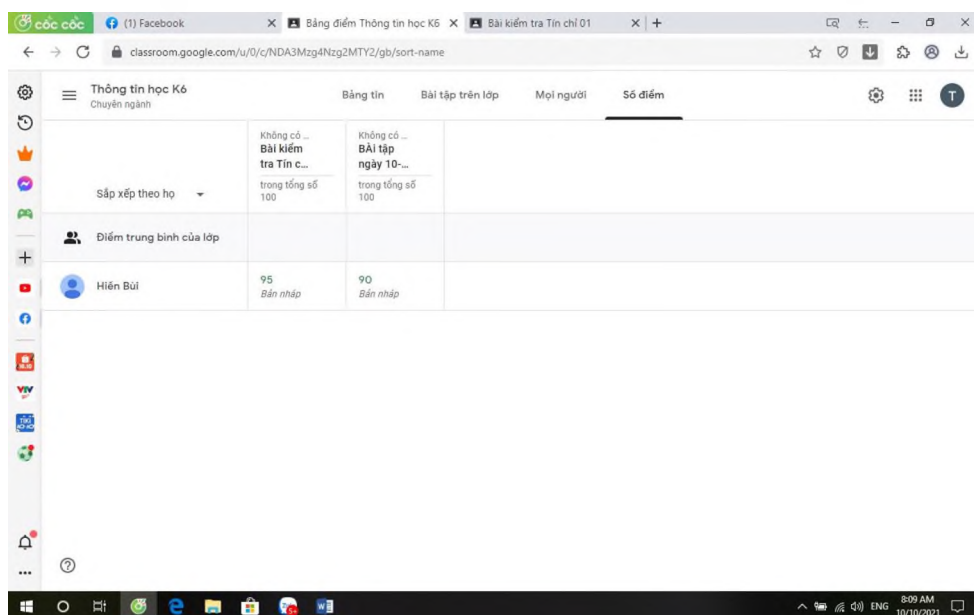 cốc cốc
(1) Facebook
Bảng điểm Thông tin học K6
Bài kiểm tra Tín chỉ 01
classroom.google.com/u/0/c/NDA3Mzg4Nzg2MTY2/gb/sort-name
Thông tin học K6
Chuyên ngành
Bảng tin
Bài tập trên lớp
Mọi người
Số điểm
T
Không có ...
Bài kiểm
tra Tín c...
trong tổng số
100
Không có ...
BÀi tập
ngày 10-...
trong tổng số
100
Sắp xếp theo họ
Điểm trung bình của lớp
Hiền Bùi
95
Bản nháp
90
Bản nháp
VTV
ENG
8:09 AM
10/10/2021